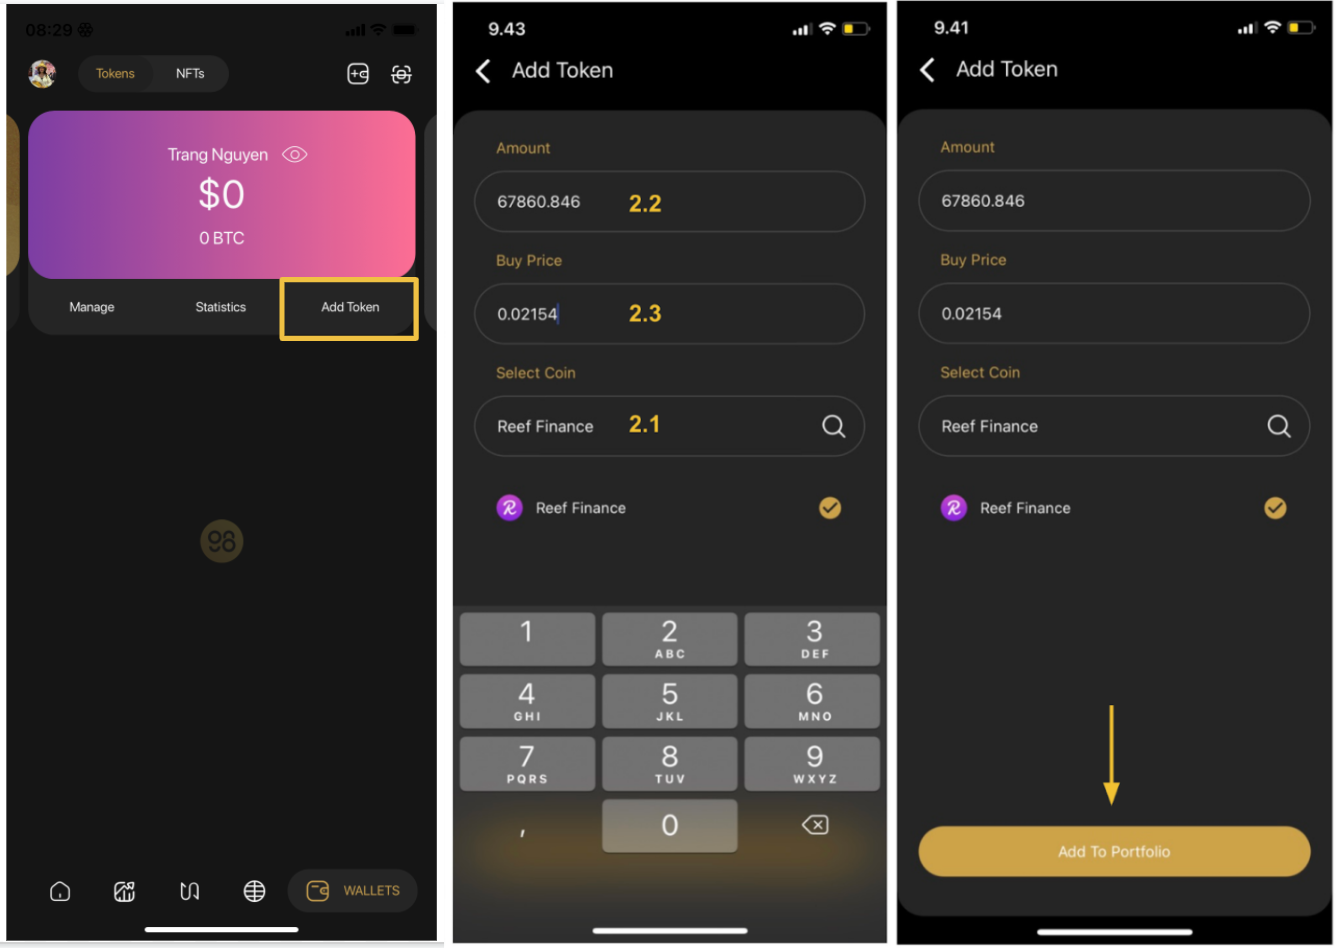 08:29
Tokens NFTs
Trang Nguyen
$0
0 BTC
Manage Statistics Add Token
98
WALLETS
9.43
Add Token
Amount
67860.846 2.2
Buy Price
0.02154 2.3
Select Coin
Reef Finance 2.1
Reef Finance
1 2 3
ABC DEF
4 5 6
GHI JKL MNO
7 8 9
PQRS TUV WXYZ
, 0
9.41
Add Token
Amount
67860.846
Buy Price
0.02154
Select Coin
Reef Finance
Reef Finance
Add To Portfolio